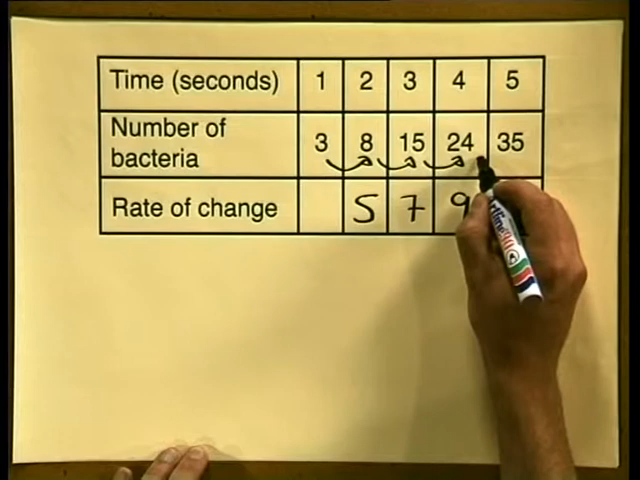 Time (seconds) 1 2 3 4 5
Number of bacteria 3 8 15 24 35
Rate of change 5 7 9